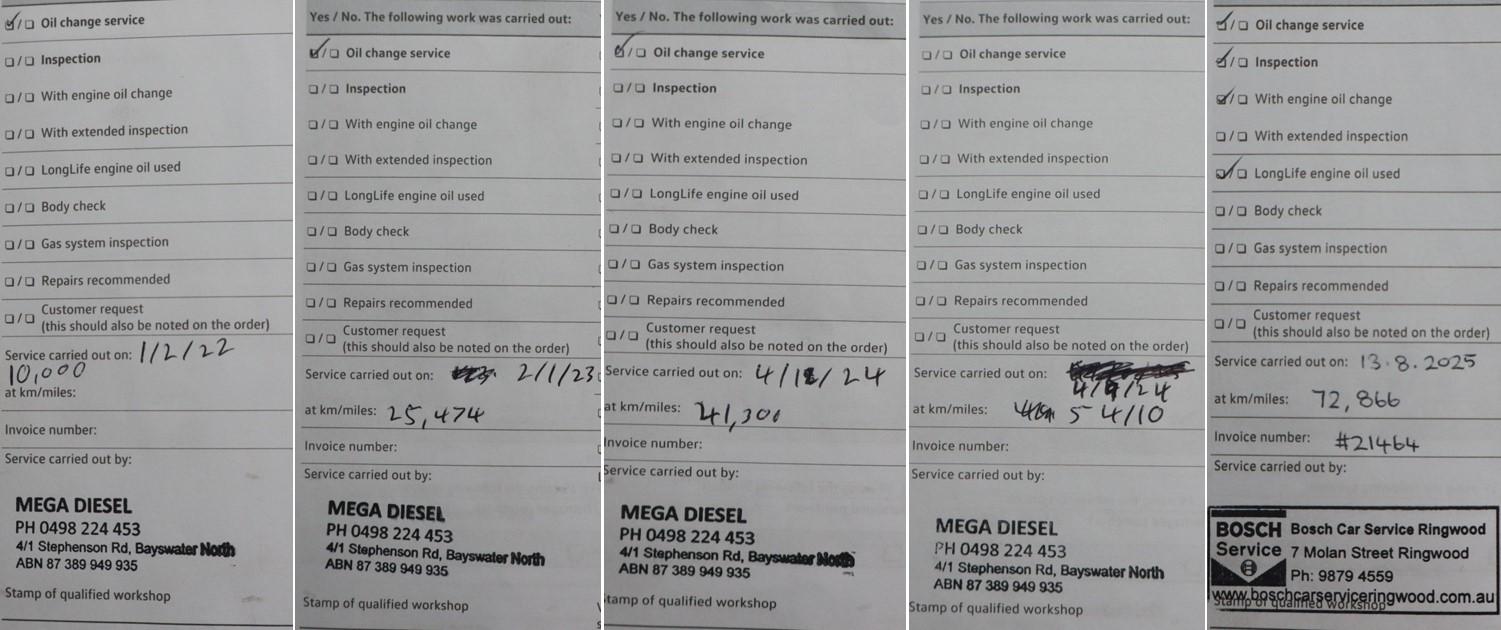 Oil change service
Inspection
With engine oil change
With extended inspection
LongLife engine oil used
Body check
Gas system inspection
Repairs recommended
Customer request
(this should also be noted on the order)
Service carried out on: 1/2/22
10,000
at km/miles:
Invoice number:
Service carried out by:
MEGA DIESEL
PH 0498 224 453
4/1 Stephenson Rd, Bayswater North
ABN 87 389 949 935
Stamp of qualified workshop
Yes / No. The following work was carried out:
Oil change service
Inspection
With engine oil change
With extended inspection
LongLife engine oil used
Body check
Gas system inspection
Repairs recommended
Customer request
(this should also be noted on the order)
Service carried out on: 2/1/23
at km/miles: 25,474
Invoice number:
Service carried out by:
MEGA DIESEL
PH 0498 224 453
4/1 Stephenson Rd, Bayswater North
ABN 87 389 949 935
Stamp of qualified workshop
Yes / No. The following work was carried out:
Oil change service
Inspection
With engine oil change
With extended inspection
LongLife engine oil used
Body check
Gas system inspection
Repairs recommended
Customer request
(this should also be noted on the order)
Service carried out on:
at km/miles: 41,300
Invoice number:
Service carried out by:
MEGA DIESEL
PH 0498 224 453
4/1 Stephenson Rd, Bayswater North
ABN 87 389 949 935
Stamp of qualified workshop
Yes / No. The following work was carried out:
Oil change service
Inspection
With engine oil change
With extended inspection
LongLife engine oil used
Body check
Gas system inspection
Repairs recommended
Customer request
(this should also be noted on the order)
Service carried out on:
at km/miles: 54/10
Invoice number:
Service carried out by:
MEGA DIESEL
PH 0498 224 453
4/1 Stephenson Rd, Bayswater North
ABN 87 389 949 935
Stamp of qualified workshop
Oil change service
Inspection
With engine oil change
With extended inspection
LongLife engine oil used
Body check
Gas system inspection
Repairs recommended
Customer request
(this should also be noted on the order)
Service carried out on: 13.8.2025
at km/miles: 72,866
Invoice number: #21464
Service carried out by:
BOSCH Service
Bosch Car Service Ringwood
7 Molan Street Ringwood
Ph: 9879 4559
www.boschcarserviceringwood.com.au
Stamp of qualified workshop